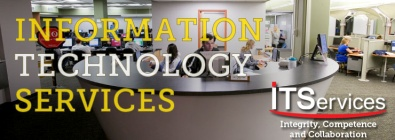 INFORMATION
TECHNOLOGY
SERVICES
ITServices
Integrity, Competence
and Collaboration